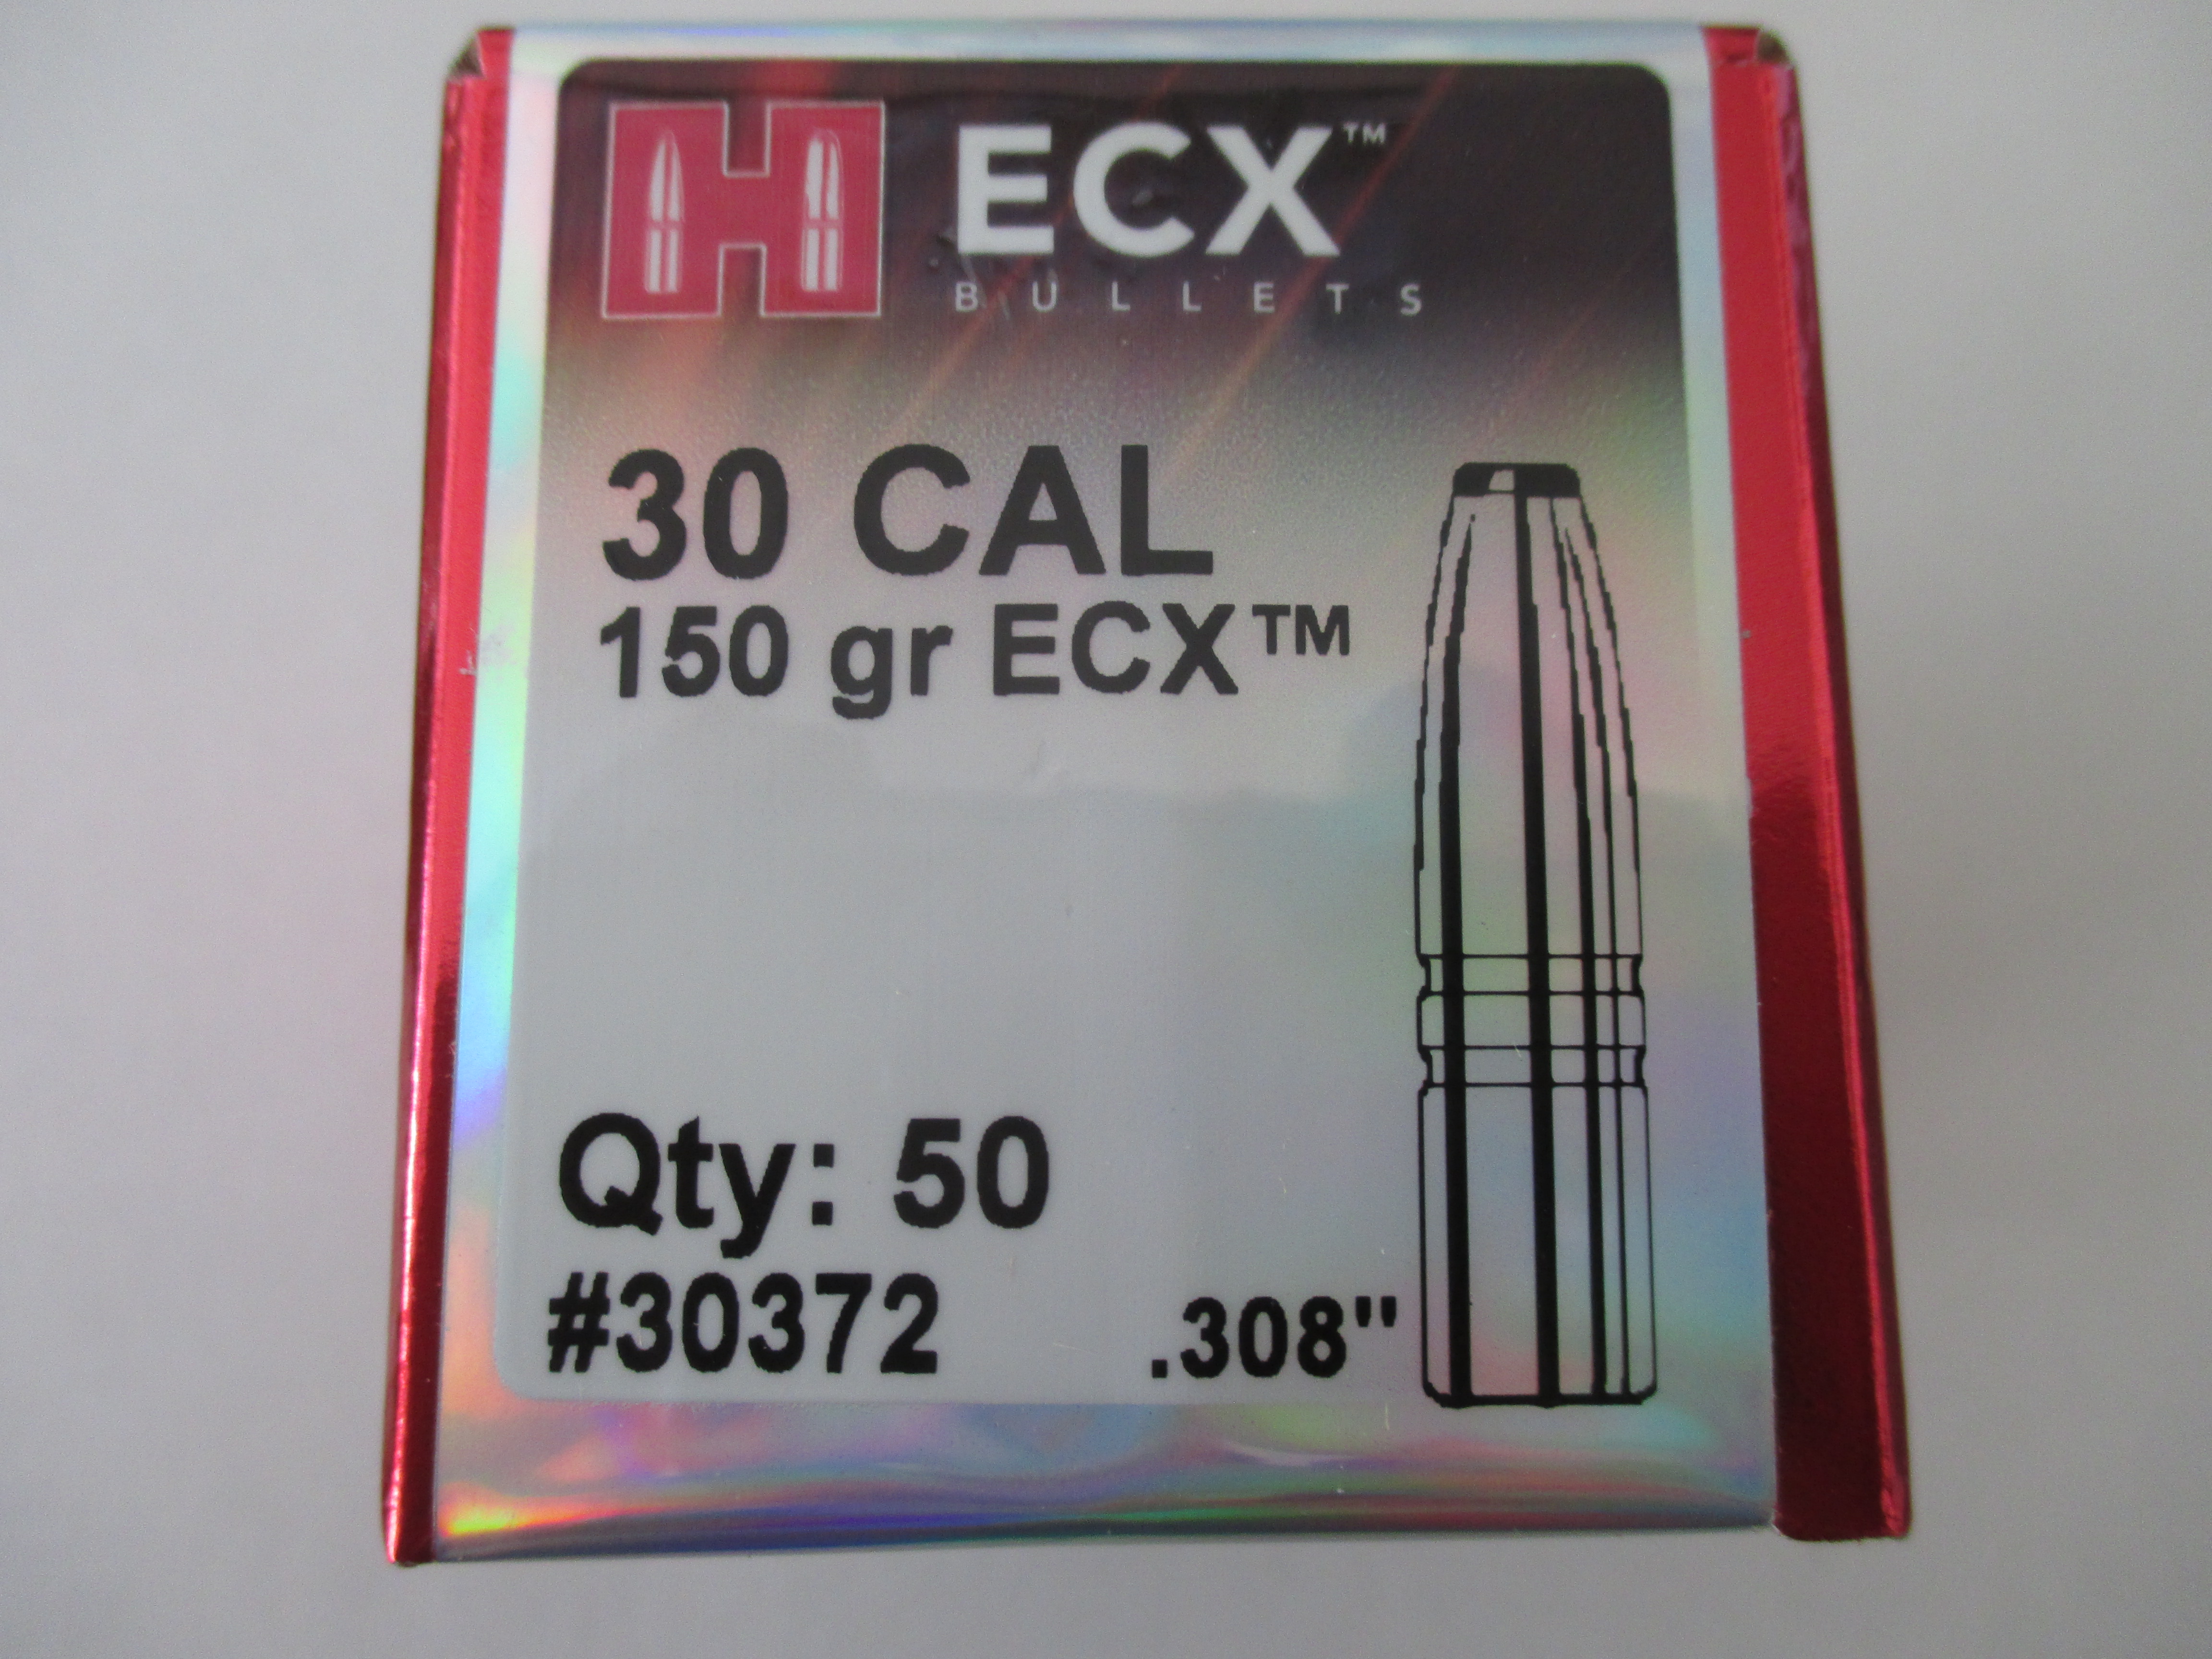 H ECX™
BULLETS
30 CAL
150 gr ECX™
Qty: 50
#30372
.308"